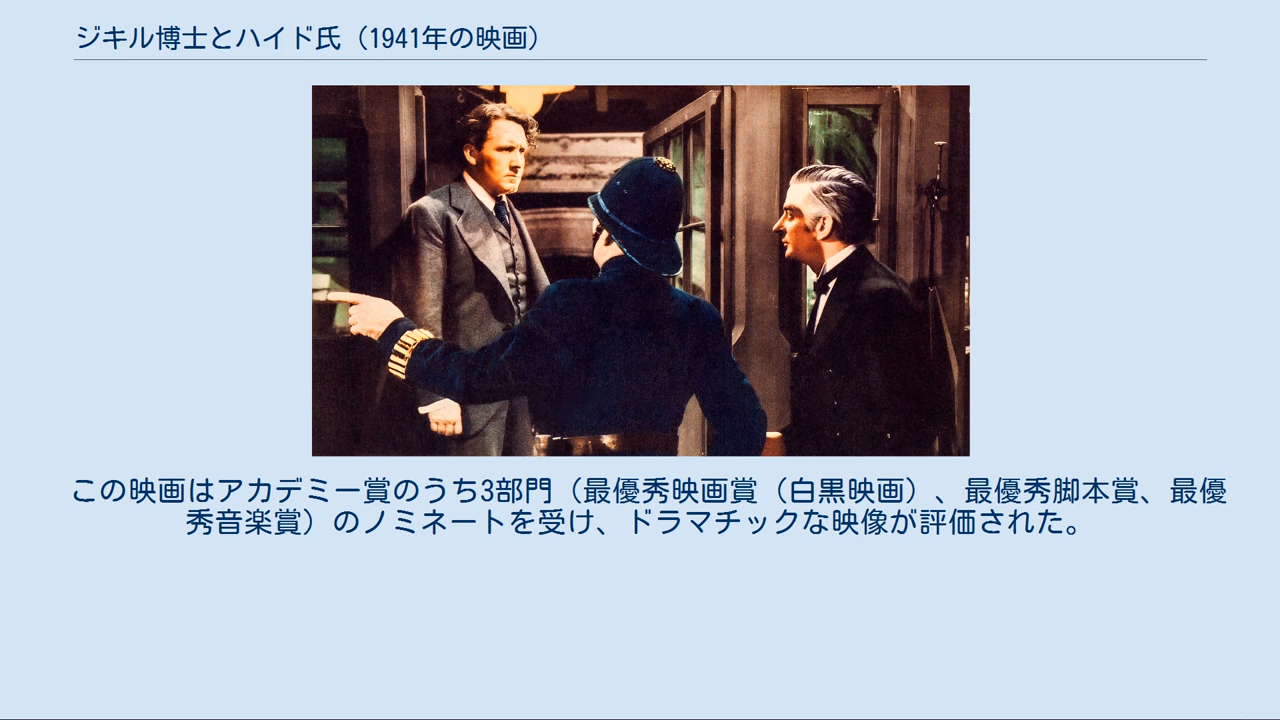 ジキル博士とハイド氏（1941年の映画）
この映画はアカデミー賞のうち3部門（最優秀映画賞（白黒映画）、最優秀脚本賞、最優
秀音楽賞）のノミネートを受け、ドラマチックな映像が評価された。